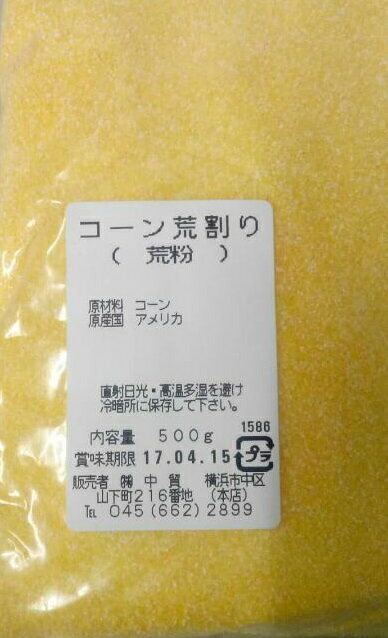 コーン荒割り
( 荒粉 )
原材料 コーン
原産国 アメリカ
直射日光・高温多湿を避け
冷暗所に保存して下さい。
1586
内容量 500g
賞味期限 17.04.15 プラ
販売者 ㈱ 中 貿 横浜市中区
山下町216番地 (本店)
℡ 045(662)2899